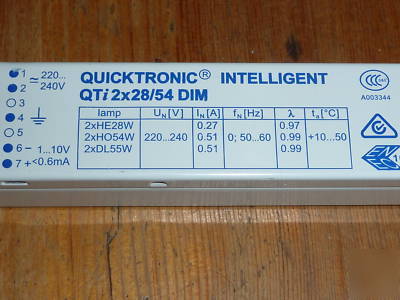 QUICKTRONIC® INTELLIGENT
QTi 2x28/54 DIM
1 ≃ 220...
2 240V
3
4
5
6 − 1...10V
7 + <0.6mA
lamp UN [V] IN [A] fN [Hz] λ ta [°C]
2xHE28W 220...240 0.27 0; 50...60 0.97 +10...50
2xHO54W 0.51 0.99
2xDL55W 0.51 0.99
CCC
A003344